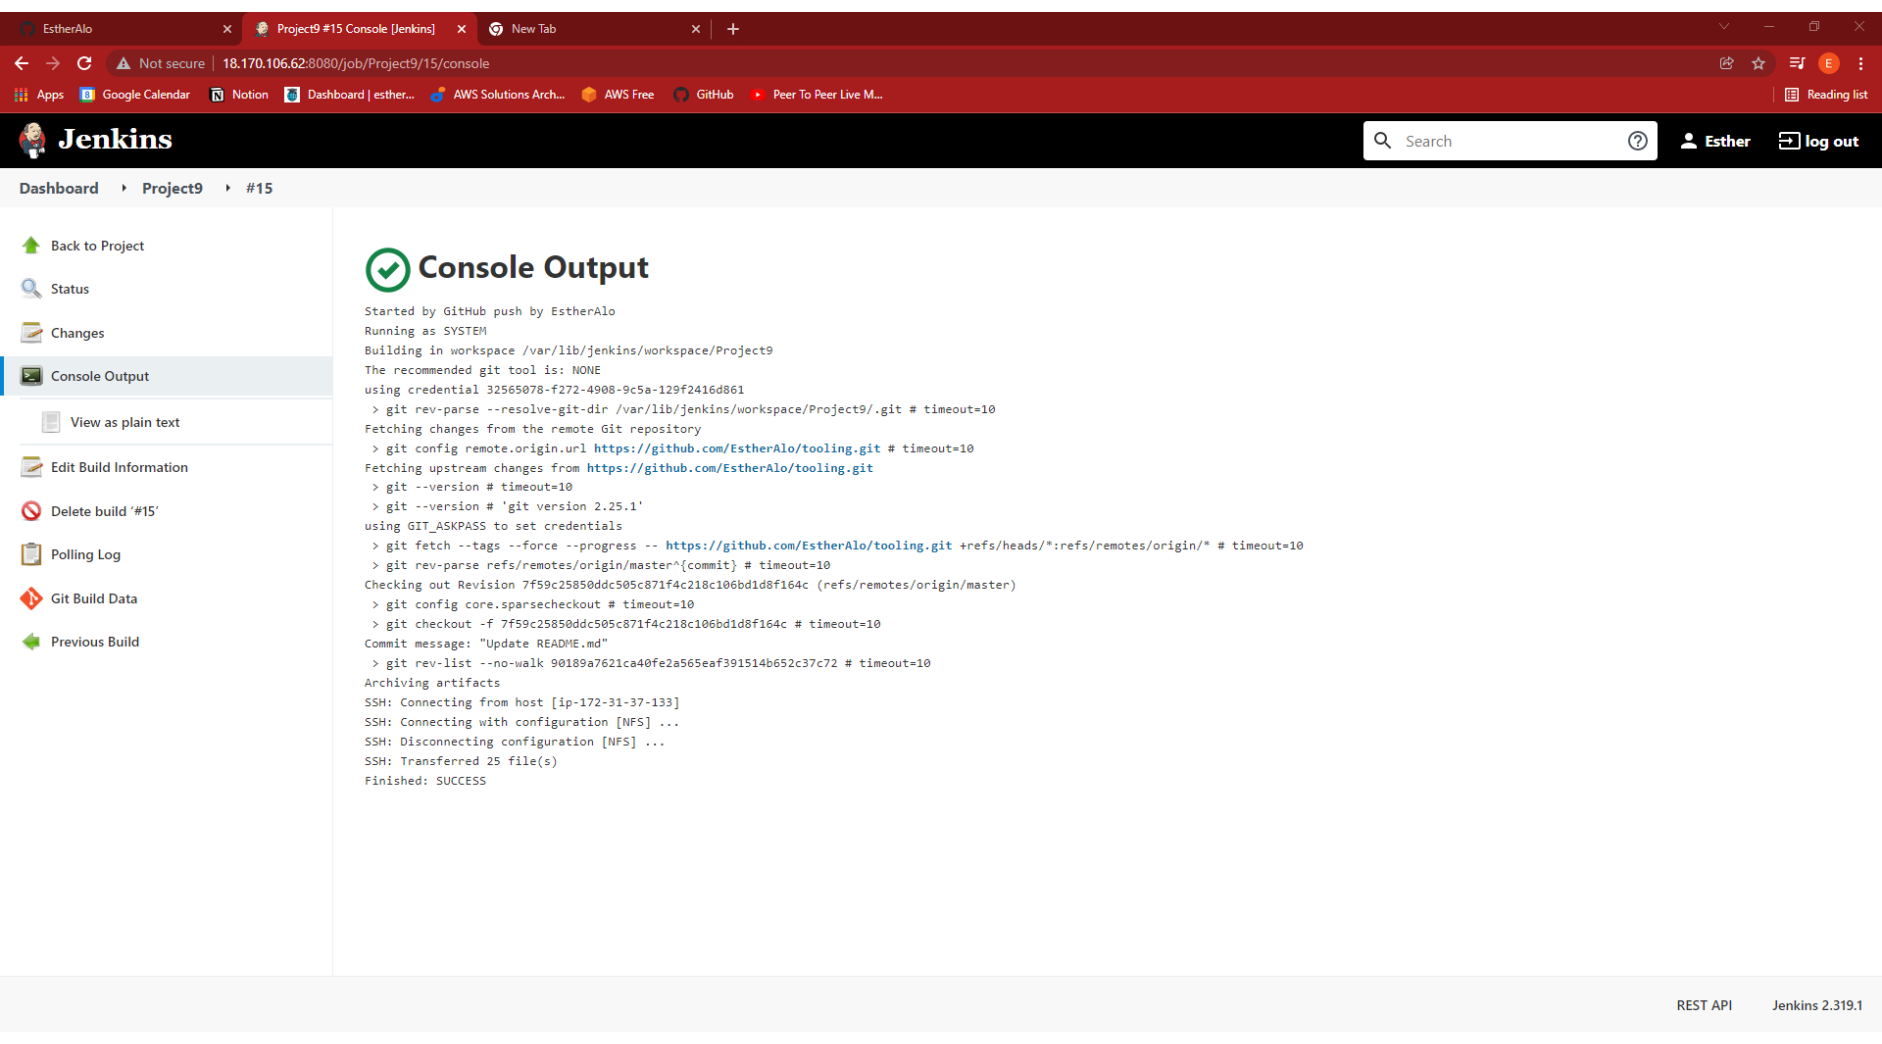 EstherAlo
Project9 #15 Console [Jenkins]
New Tab
Not secure | 18.170.106.62:8080/job/Project9/15/console
E
Apps
Google Calendar
Notion
Dashboard | esther...
AWS Solutions Arch...
AWS Free
GitHub
Peer To Peer Live M...
Reading list
Jenkins
Search
Esther
log out
Dashboard
Project9
#15
Back to Project
Status
Changes
Console Output
View as plain text
Edit Build Information
Delete build ‘#15’
Polling Log
Git Build Data
Previous Build
Console Output
Started by GitHub push by EstherAlo
Running as SYSTEM
Building in workspace /var/lib/jenkins/workspace/Project9
The recommended git tool is: NONE
using credential 32565078-f272-4908-9c5a-129f2416d861
> git rev-parse --resolve-git-dir /var/lib/jenkins/workspace/Project9/.git # timeout=10
Fetching changes from the remote Git repository
> git config remote.origin.url https://github.com/EstherAlo/tooling.git # timeout=10
Fetching upstream changes from https://github.com/EstherAlo/tooling.git
> git --version # timeout=10
> git --version # 'git version 2.25.1'
using GIT_ASKPASS to set credentials
> git fetch --tags --force --progress -- https://github.com/EstherAlo/tooling.git +refs/heads/*:refs/remotes/origin/* # timeout=10
> git rev-parse refs/remotes/origin/master^{commit} # timeout=10
Checking out Revision 7f59c25850ddc505c871f4c218c106bd1d8f164c (refs/remotes/origin/master)
> git config core.sparsecheckout # timeout=10
> git checkout -f 7f59c25850ddc505c871f4c218c106bd1d8f164c # timeout=10
Commit message: "Update README.md"
> git rev-list --no-walk 90189a7621ca40fe2a565eaf391514b652c37c72 # timeout=10
Archiving artifacts
SSH: Connecting from host [ip-172-31-37-133]
SSH: Connecting with configuration [NFS] ...
SSH: Disconnecting configuration [NFS] ...
SSH: Transferred 25 file(s)
Finished: SUCCESS
REST API
Jenkins 2.319.1